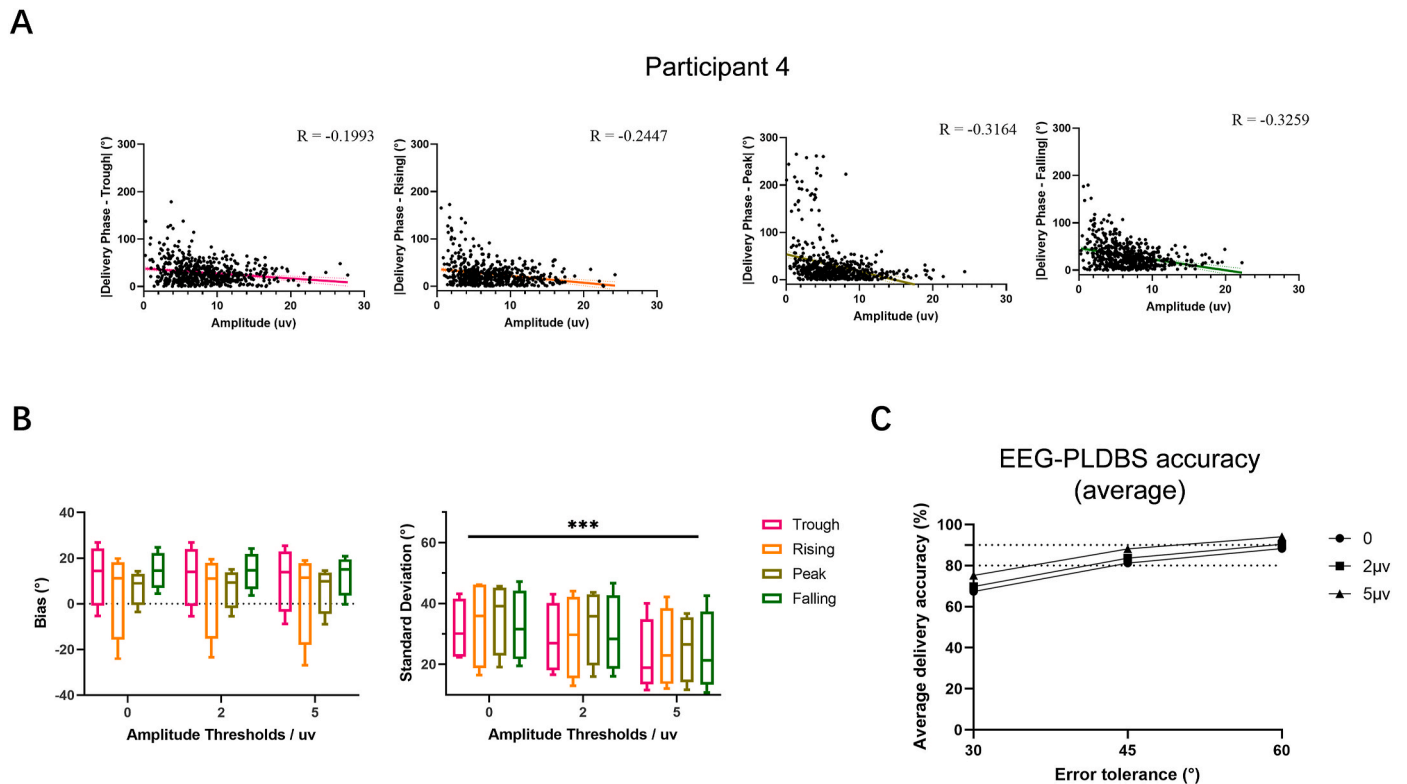 A
Participant 4
R = -0.1993
|Delivery Phase - Trough| (°)
300
200
100
0
0 10 20 30
Amplitude (uv)
R = -0.2447
|Delivery Phase - Rising| (°)
300
200
100
0
0 10 20 30
Amplitude (uv)
R = -0.3164
|Delivery Phase - Peak| (°)
300
200
100
0
0 10 20 30
Amplitude (uv)
R = -0.3259
|Delivery Phase - Falling| (°)
300
200
100
0
0 10 20 30
Amplitude (uv)
B
Bias (°)
40
20
0
-20
-40
0 2 5
Amplitude Thresholds / uv
Standard Deviation (°)
***
60
40
20
0 2 5
Amplitude Thresholds / uv
Trough
Rising
Peak
Falling
C
EEG-PLDBS accuracy
(average)
Average delivery accuracy (%)
100
80
60
40
20
0
30 45 60
Error tolerance (°)
0
2μv
5μv